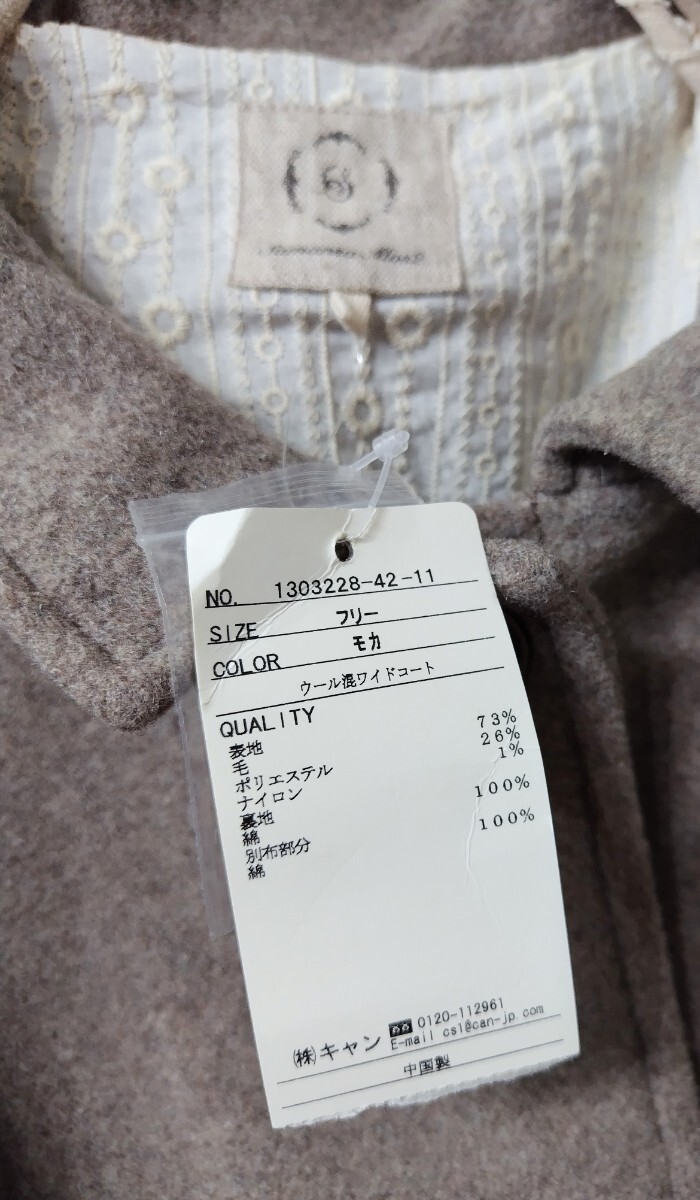 NO. 1303228-42-11
SIZE フリー
COLOR モカ
ウール混ワイドコート
QUALITY
表地
毛 73%
ポリエステル 26%
ナイロン 1%
裏地
綿 100%
別布部分
綿 100%
㈱キャン 0120-112961
E-mail cs1@can-jp.com
中国製